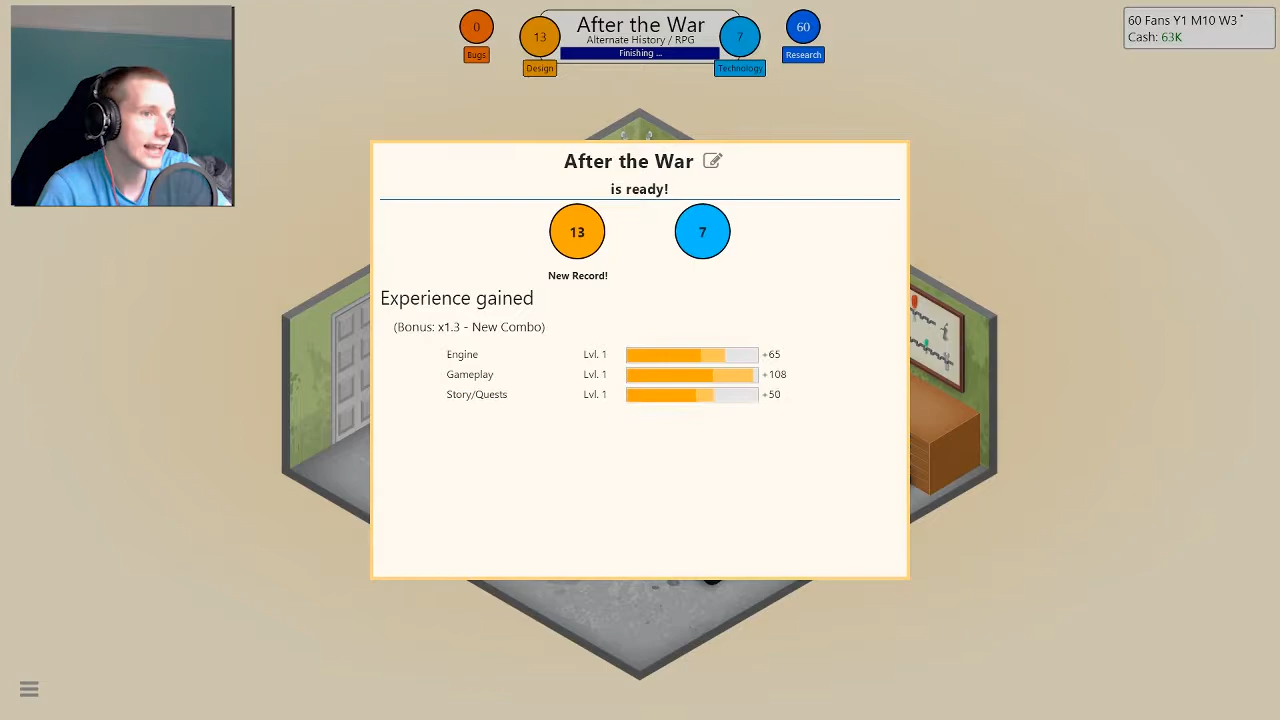 0
Bugs
13
Design
After the War
Alternate History / RPG
Finishing ...
7
Technology
60
Research
60 Fans Y1 M10 W3
Cash: 63K
After the War
is ready!
13
7
New Record!
Experience gained
(Bonus: x1.3 - New Combo)
Engine Lvl. 1 +65
Gameplay Lvl. 1 +108
Story/Quests Lvl. 1 +50